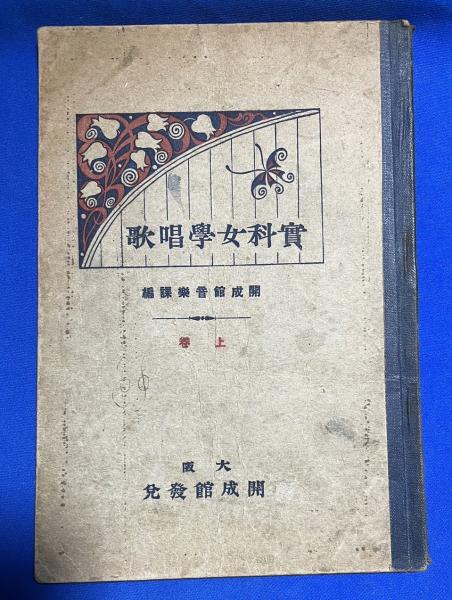 實科女學唱歌
開成館音樂課編
上卷
大阪
開成館發兌